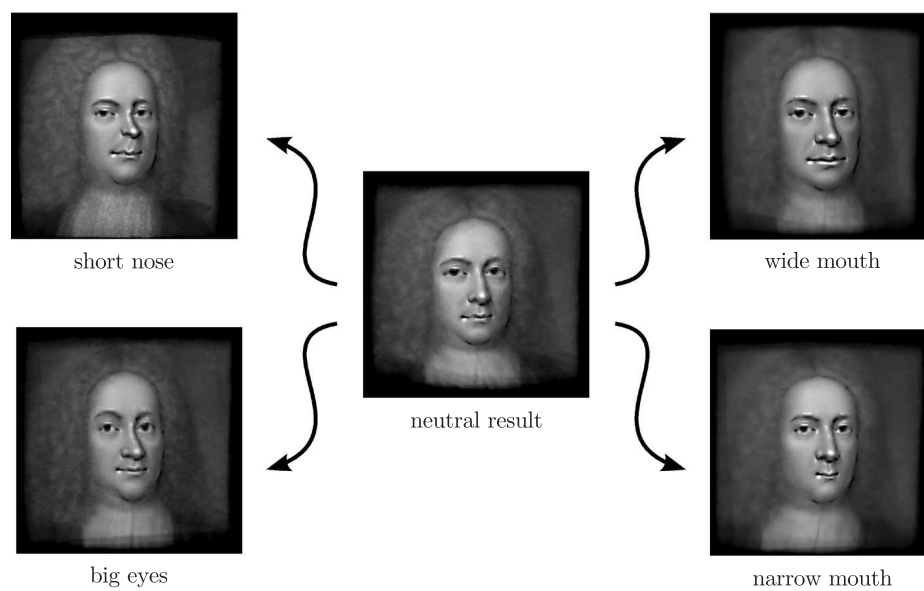 short nose
wide mouth
neutral result
big eyes
narrow mouth